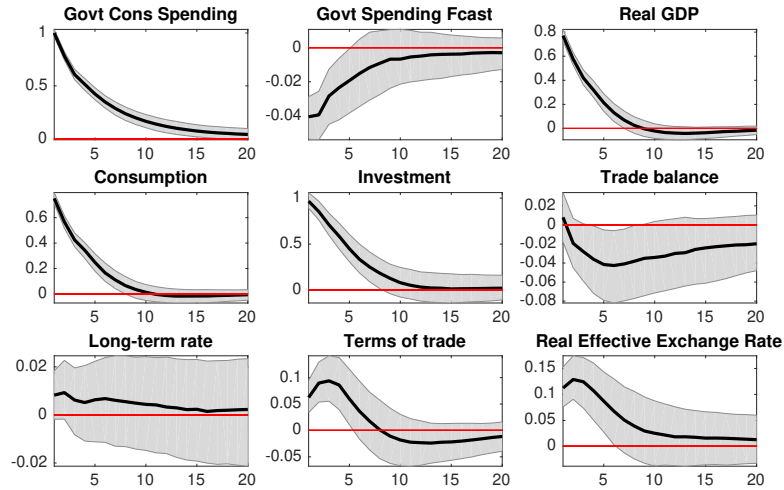 Govt Cons Spending
1
0.5
0
5 10 15 20
Govt Spending Fcast
0
-0.02
-0.04
5 10 15 20
Real GDP
0.8
0.6
0.4
0.2
0
5 10 15 20
Consumption
0.6
0.4
0.2
0
5 10 15 20
Investment
1
0.5
0
5 10 15 20
Trade balance
0.02
0
-0.02
-0.04
-0.06
-0.08
5 10 15 20
Long-term rate
0.02
0
-0.02
5 10 15 20
Terms of trade
0.1
0.05
0
-0.05
5 10 15 20
Real Effective Exchange Rate
0.15
0.1
0.05
0
5 10 15 20